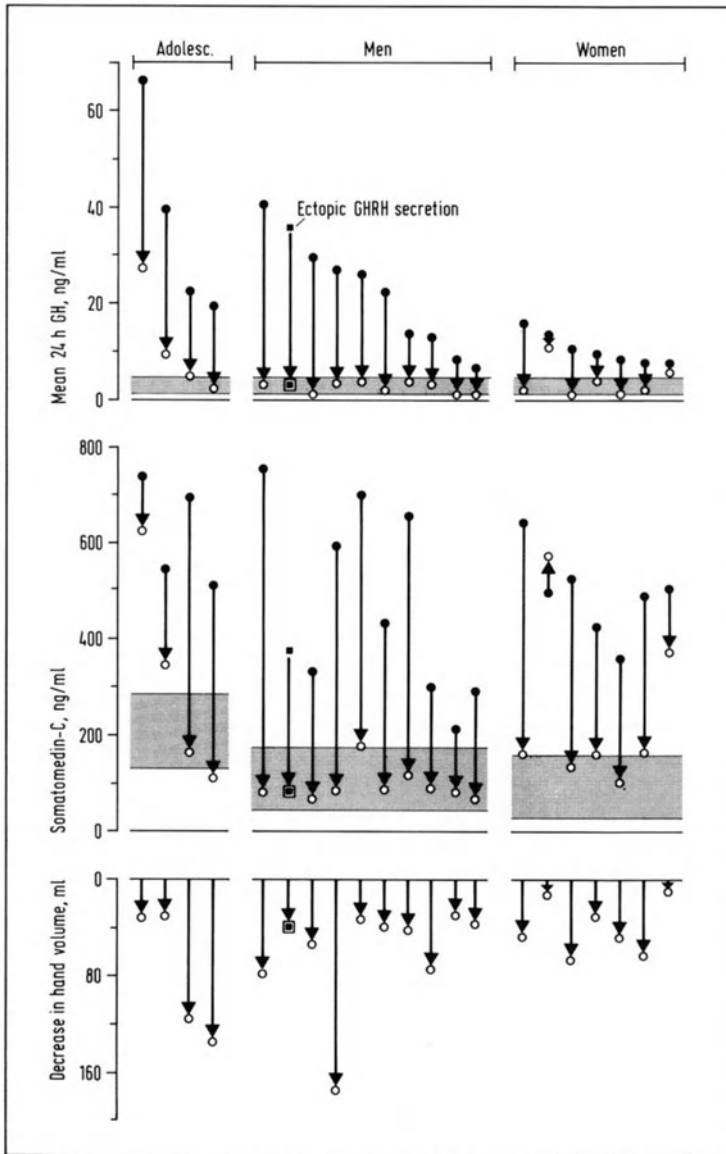 Adolesc. Men Women
Mean 24 h GH, ng/ml
60
40
20
0
Ectopic GHRH secretion
Somatomedin-C, ng/ml
800
600
400
200
0
Decrease in hand volume, ml
0
80
160